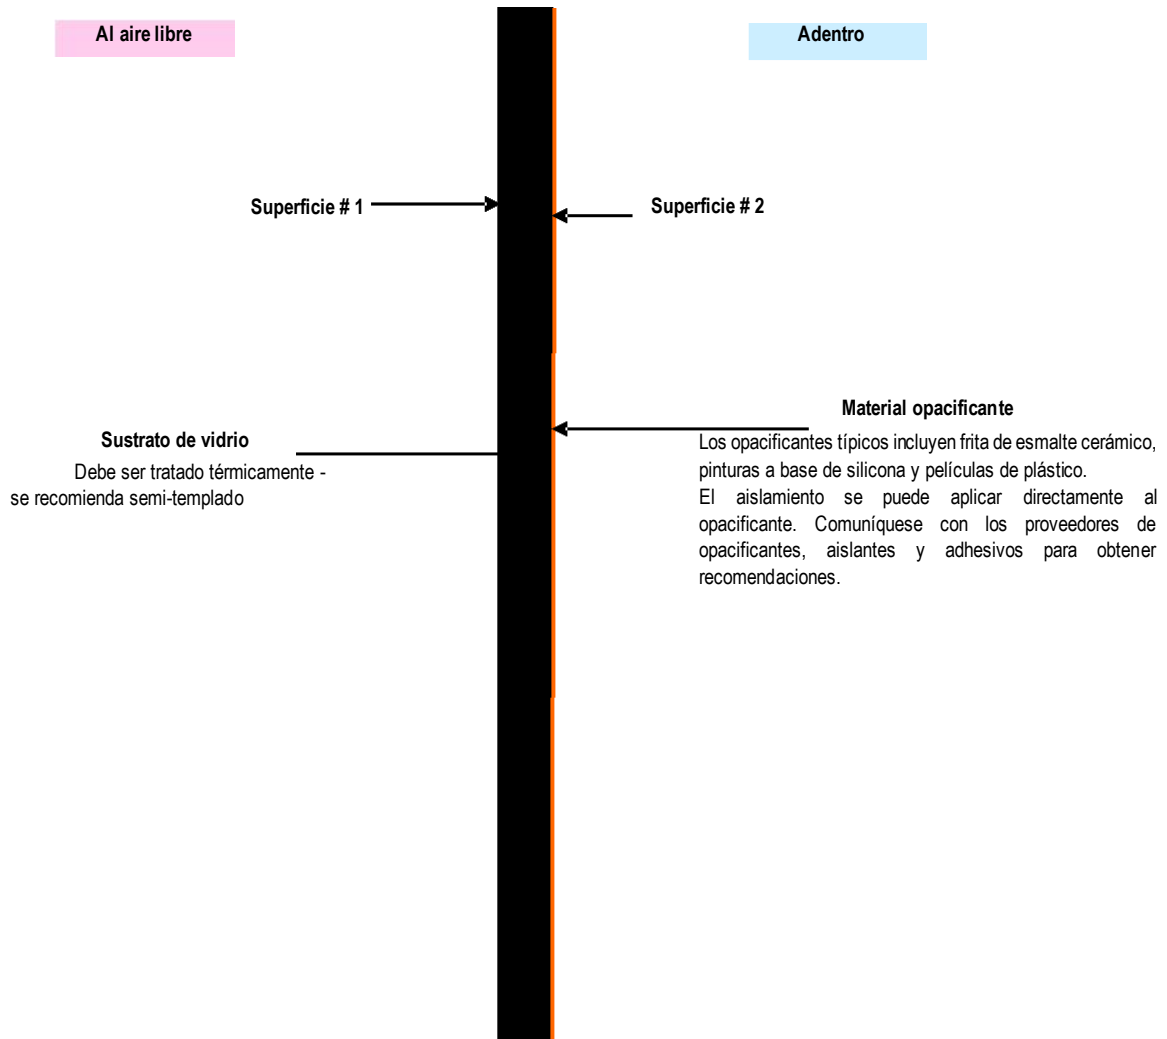 Al aire libre
Adentro
Superficie # 1
Superficie # 2
Sustrato de vidrio
Debe ser tratado térmicamente -
se recomienda semi-templado
Material opacificante
Los opacificantes típicos incluyen frita de esmalte cerámico,
pinturas a base de silicona y películas de plástico.
El aislamiento se puede aplicar directamente al
opacificante. Comuníquese con los proveedores de
opacificantes, aislantes y adhesivos para obtener
recomendaciones.